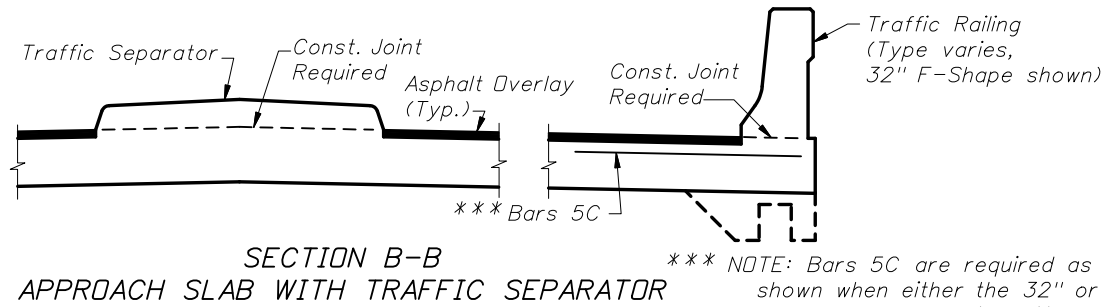 Traffic Separator
Const. Joint
Required
Asphalt Overlay
(Typ.)
Const. Joint
Required
Traffic Railing
(Type varies,
32" F-Shape shown)
*** Bars 5C
SECTION B-B
APPROACH SLAB WITH TRAFFIC SEPARATOR
*** NOTE: Bars 5C are required as
shown when either the 32" or